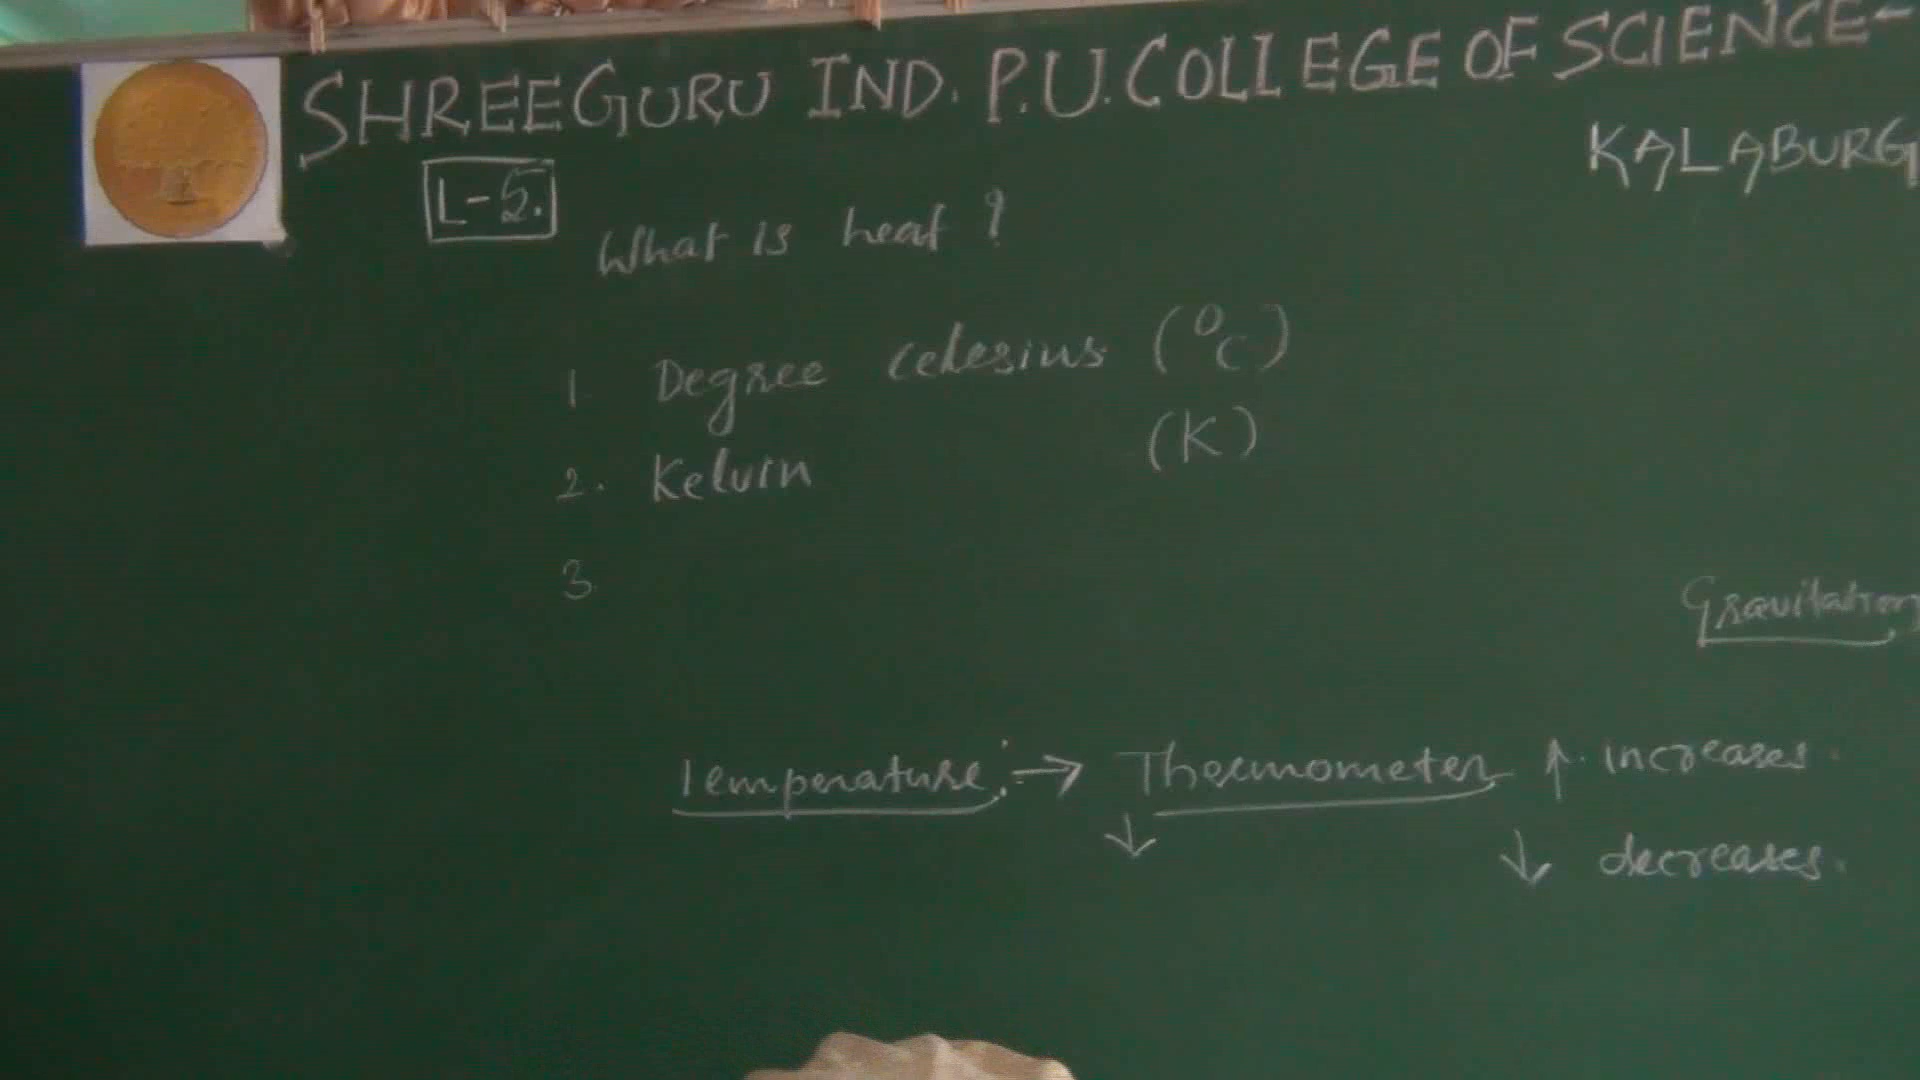 SHREEGURU IND. P.U. COLLEGE OF SCIENCE-
KALABURG
L-5.
What is heat ?
1 Degree celesius (°C)
2. Kelvin (K)
3
Gravitation
Temperature :→ Thermometer ↑ increases.
↓ ↓ decreases.